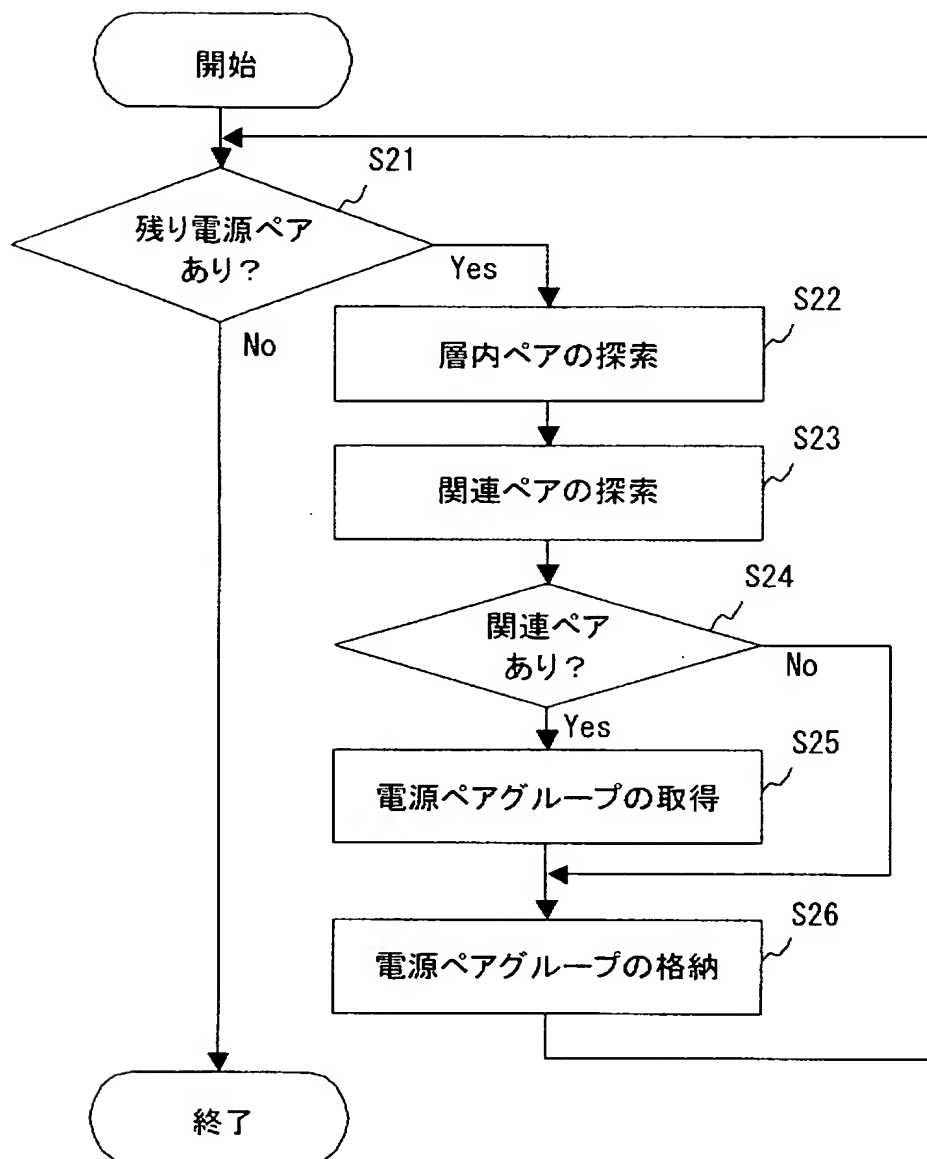 開始
S21
残り電源ペア
あり?
Yes
No
S22
層内ペアの探索
S23
関連ペアの探索
S24
関連ペア
あり?
No
Yes
S25
電源ペアグループの取得
S26
電源ペアグループの格納
終了